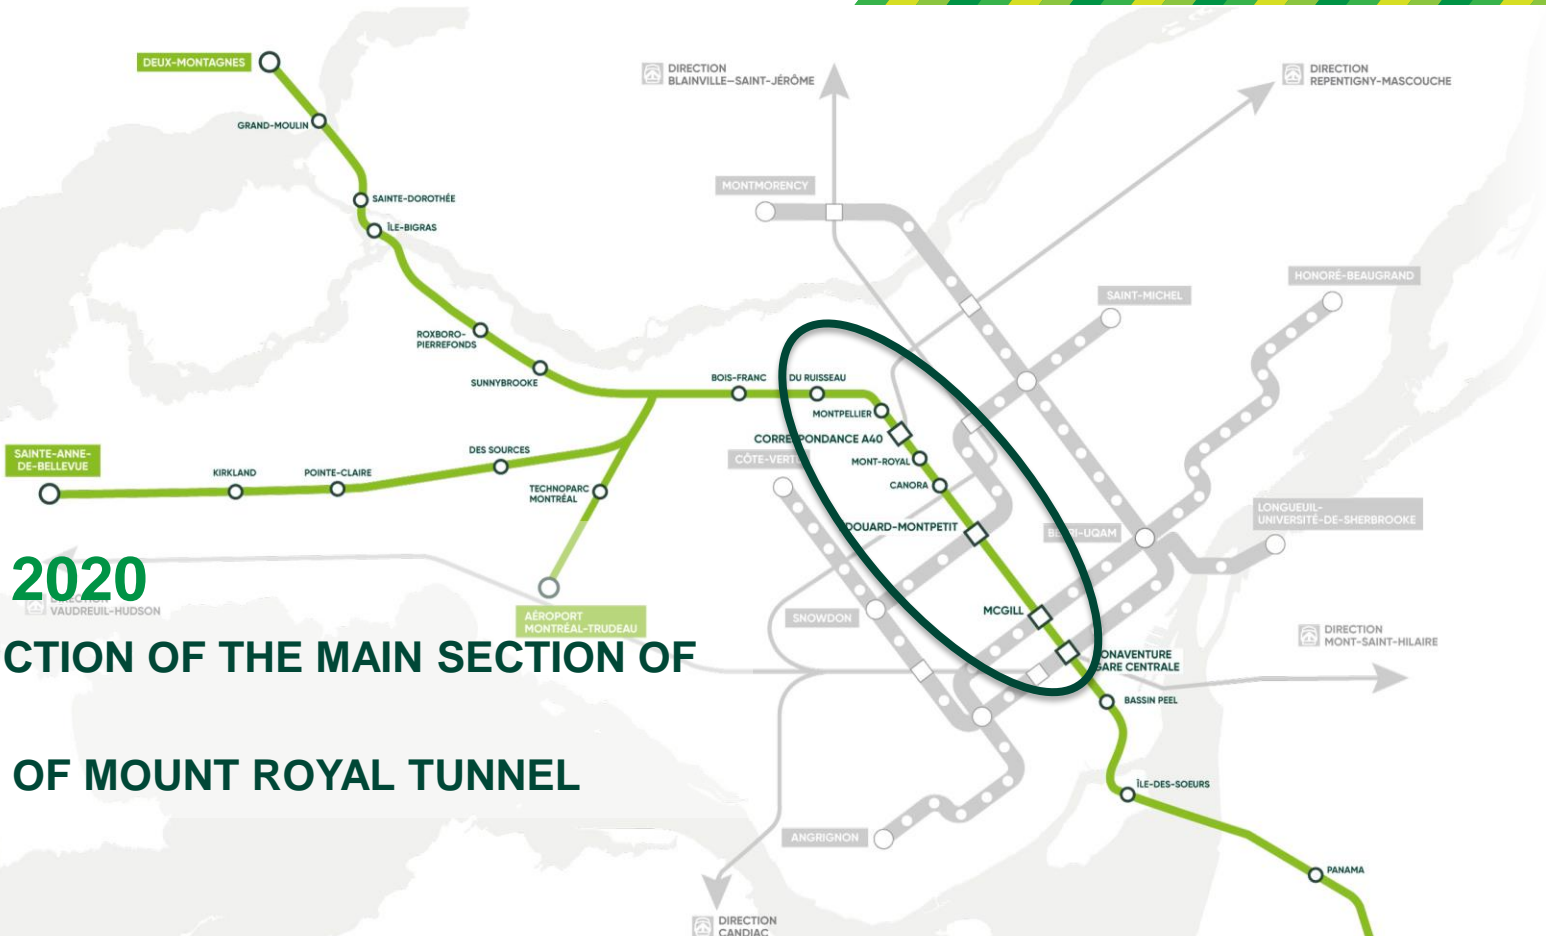 DEUX-MONTAGNES
GRAND-MOULIN
SAINTE-DOROTHÉE
ÎLE-BIGRAS
ROXBORO-
PIERREFONDS
SUNNYBROOKE
BOIS-FRANC
DU RUISSEAU
MONTPELLIER
CORRESPONDANCE A40
MONT-ROYAL
CANORA
DOUARD-MONTPETIT
MCGILL
ONAVENTURE
GARE CENTRALE
BASSIN PEEL
ÎLE-DES-SOEURS
PANAMA
SAINTE-ANNE-
DE-BELLEVUE
KIRKLAND
POINTE-CLAIRE
DES SOURCES
TECHNOPARC
MONTRÉAL
AÉROPORT
MONTRÉAL-TRUDEAU
DIRECTION
BLAINVILLE–SAINT-JÉRÔME
DIRECTION
REPENTIGNY-MASCOUCHE
MONTMORENCY
SAINT-MICHEL
HONORÉ-BEAUGRAND
CÔTE-VERTU
LONGUEUIL-
UNIVERSITÉ-DE-SHERBROOKE
BERRI-UQAM
SNOWDON
DIRECTION
MONT-SAINT-HILAIRE
ANGRIGNON
DIRECTION
CANDIAC
DIRECTION
VAUDREUIL-HUDSON
2020
CTION OF THE MAIN SECTION OF
OF MOUNT ROYAL TUNNEL